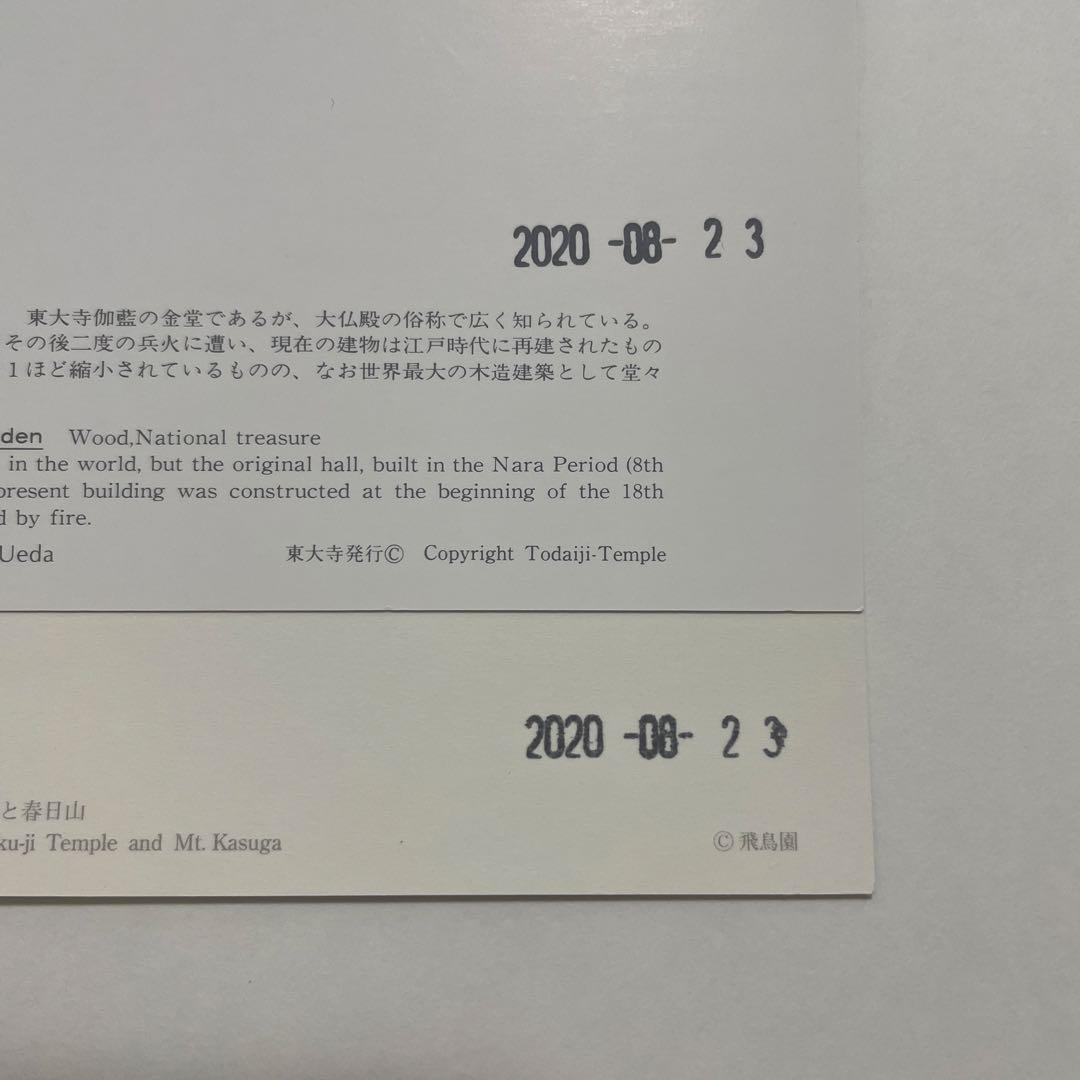 2020 -08- 2 3
東大寺伽藍の金堂であるが、大仏殿の俗称で広く知られている。
その後二度の兵火に遭い、現在の建物は江戸時代に再建されたもの
1ほど縮小されているものの、なお世界最大の木造建築として堂々
den Wood,National treasure
in the world, but the original hall, built in the Nara Period (8th
present building was constructed at the beginning of the 18th
d by fire.
Ueda 東大寺発行© Copyright Todaiji-Temple
2020 -08- 2 3
と春日山
ku-ji Temple and Mt. Kasuga
© 飛鳥園